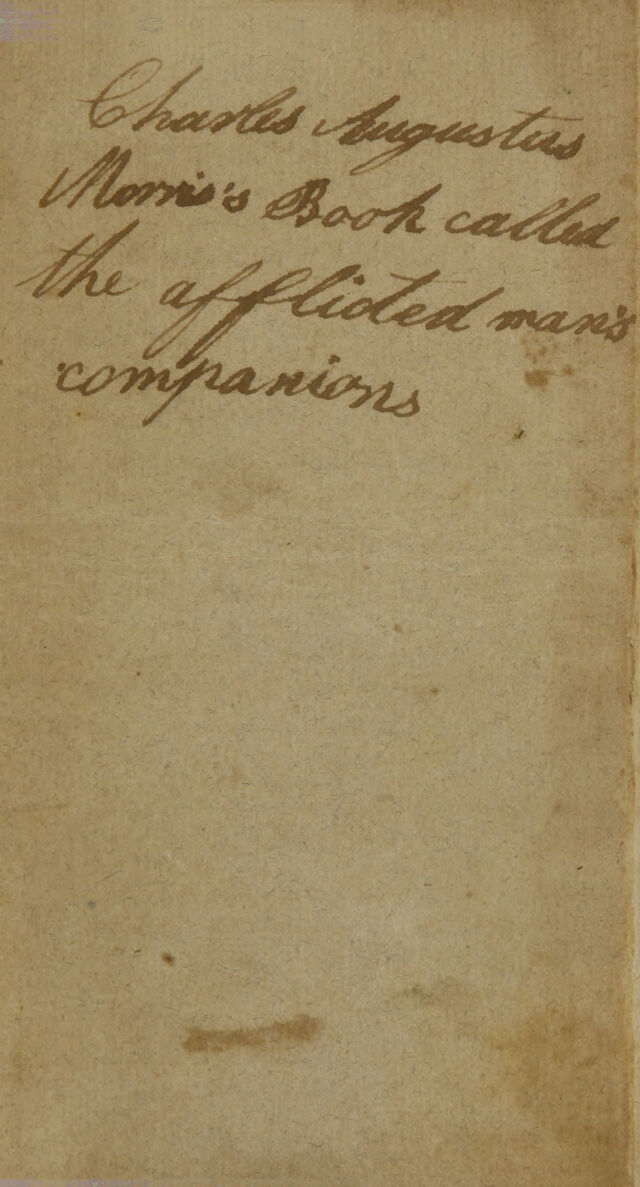 Charles Augustus
Morris's Book called
the afflicted man's
companions